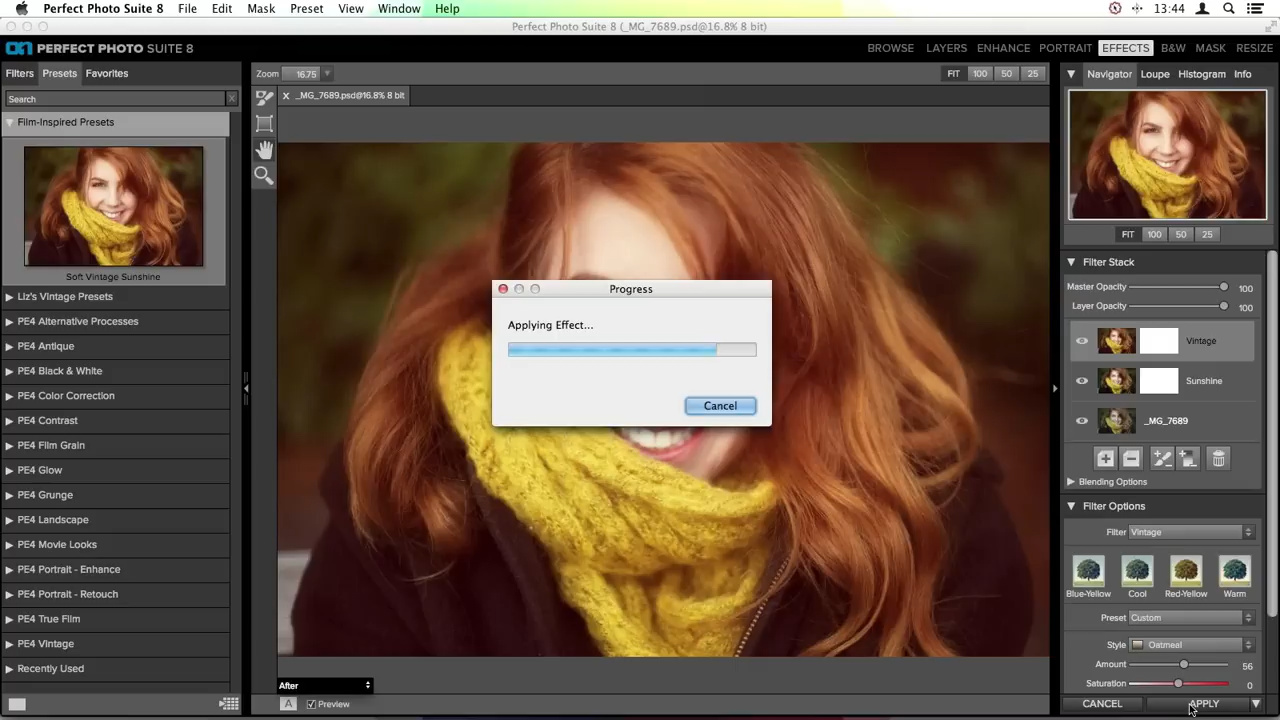 Perfect Photo Suite 8 File Edit Mask Preset View Window Help 13:44
Perfect Photo Suite 8 (_MG_7689.psd@16.8% 8 bit)
PERFECT PHOTO SUITE 8 BROWSE LAYERS ENHANCE PORTRAIT EFFECTS B&W MASK RESIZE
Filters Presets Favorites
Search
Film-Inspired Presets
Soft Vintage Sunshine
Liz's Vintage Presets
PE4 Alternative Processes
PE4 Antique
PE4 Black & White
PE4 Color Correction
PE4 Contrast
PE4 Film Grain
PE4 Glow
PE4 Grunge
PE4 Landscape
PE4 Movie Looks
PE4 Portrait - Enhance
PE4 Portrait - Retouch
PE4 True Film
PE4 Vintage
Recently Used
Zoom 16.75 FIT 100 50 25
_MG_7689.psd@16.8% 8 bit
Progress
Applying Effect...
Cancel
After
A Preview
Navigator Loupe Histogram Info
FIT 100 50 25
Filter Stack
Master Opacity 100
Layer Opacity 100
Vintage
Sunshine
_MG_7689
Blending Options
Filter Options
Filter Vintage
Blue-Yellow Cool Red-Yellow Warm
Preset Custom
Style Oatmeal
Amount 56
Saturation 0
CANCEL APPLY